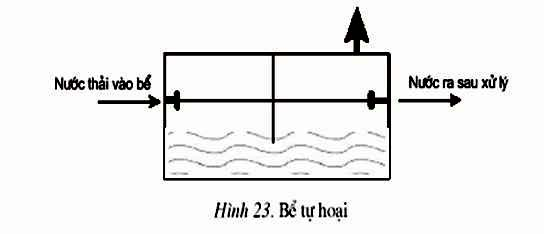 Nước thải vào bể
Nước ra sau xử lý
Hình 23. Bể tự hoại